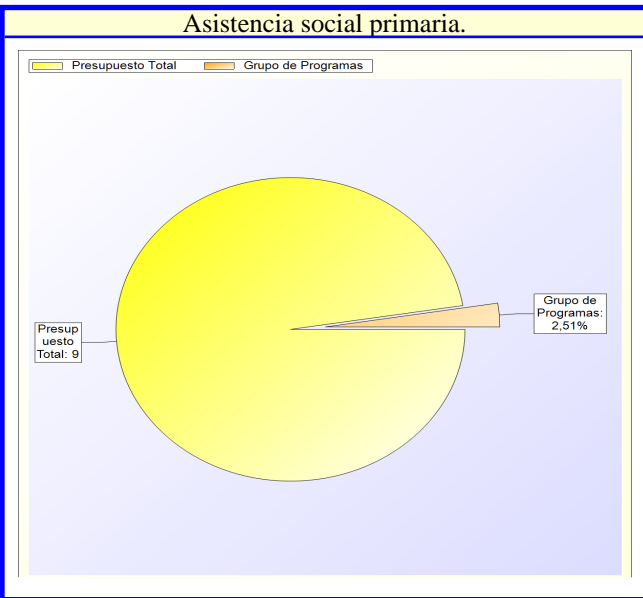 Asistencia social primaria.
Presupuesto Total Grupo de Programas
Grupo de
Programas:
2,51%
Presup
uesto
Total: 9